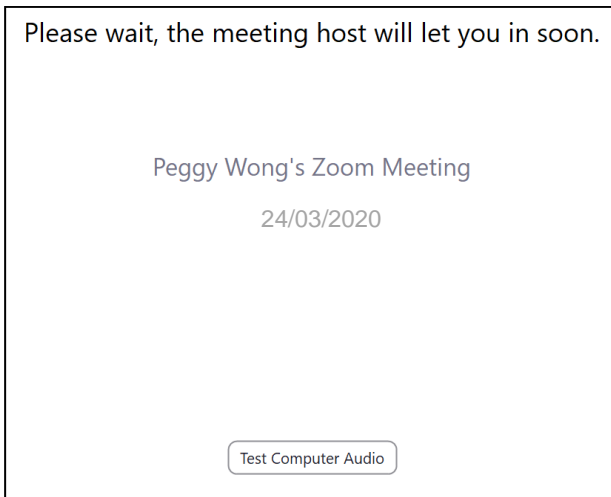 Please wait, the meeting host will let you in soon.
Peggy Wong's Zoom Meeting
24/03/2020
Test Computer Audio